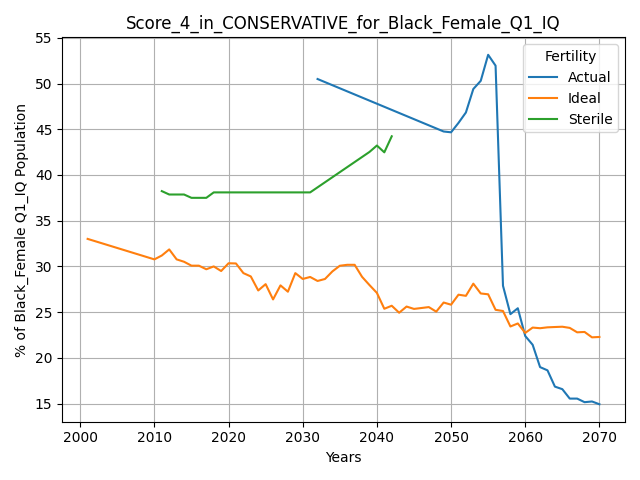 Score_4_in_CONSERVATIVE_for_Black_Female_Q1_IQ
% of Black_Female Q1_IQ Population
55
50
45
40
35
30
25
20
15
Fertility
Actual
Ideal
Sterile
2000 2010 2020 2030 2040 2050 2060 2070
Years